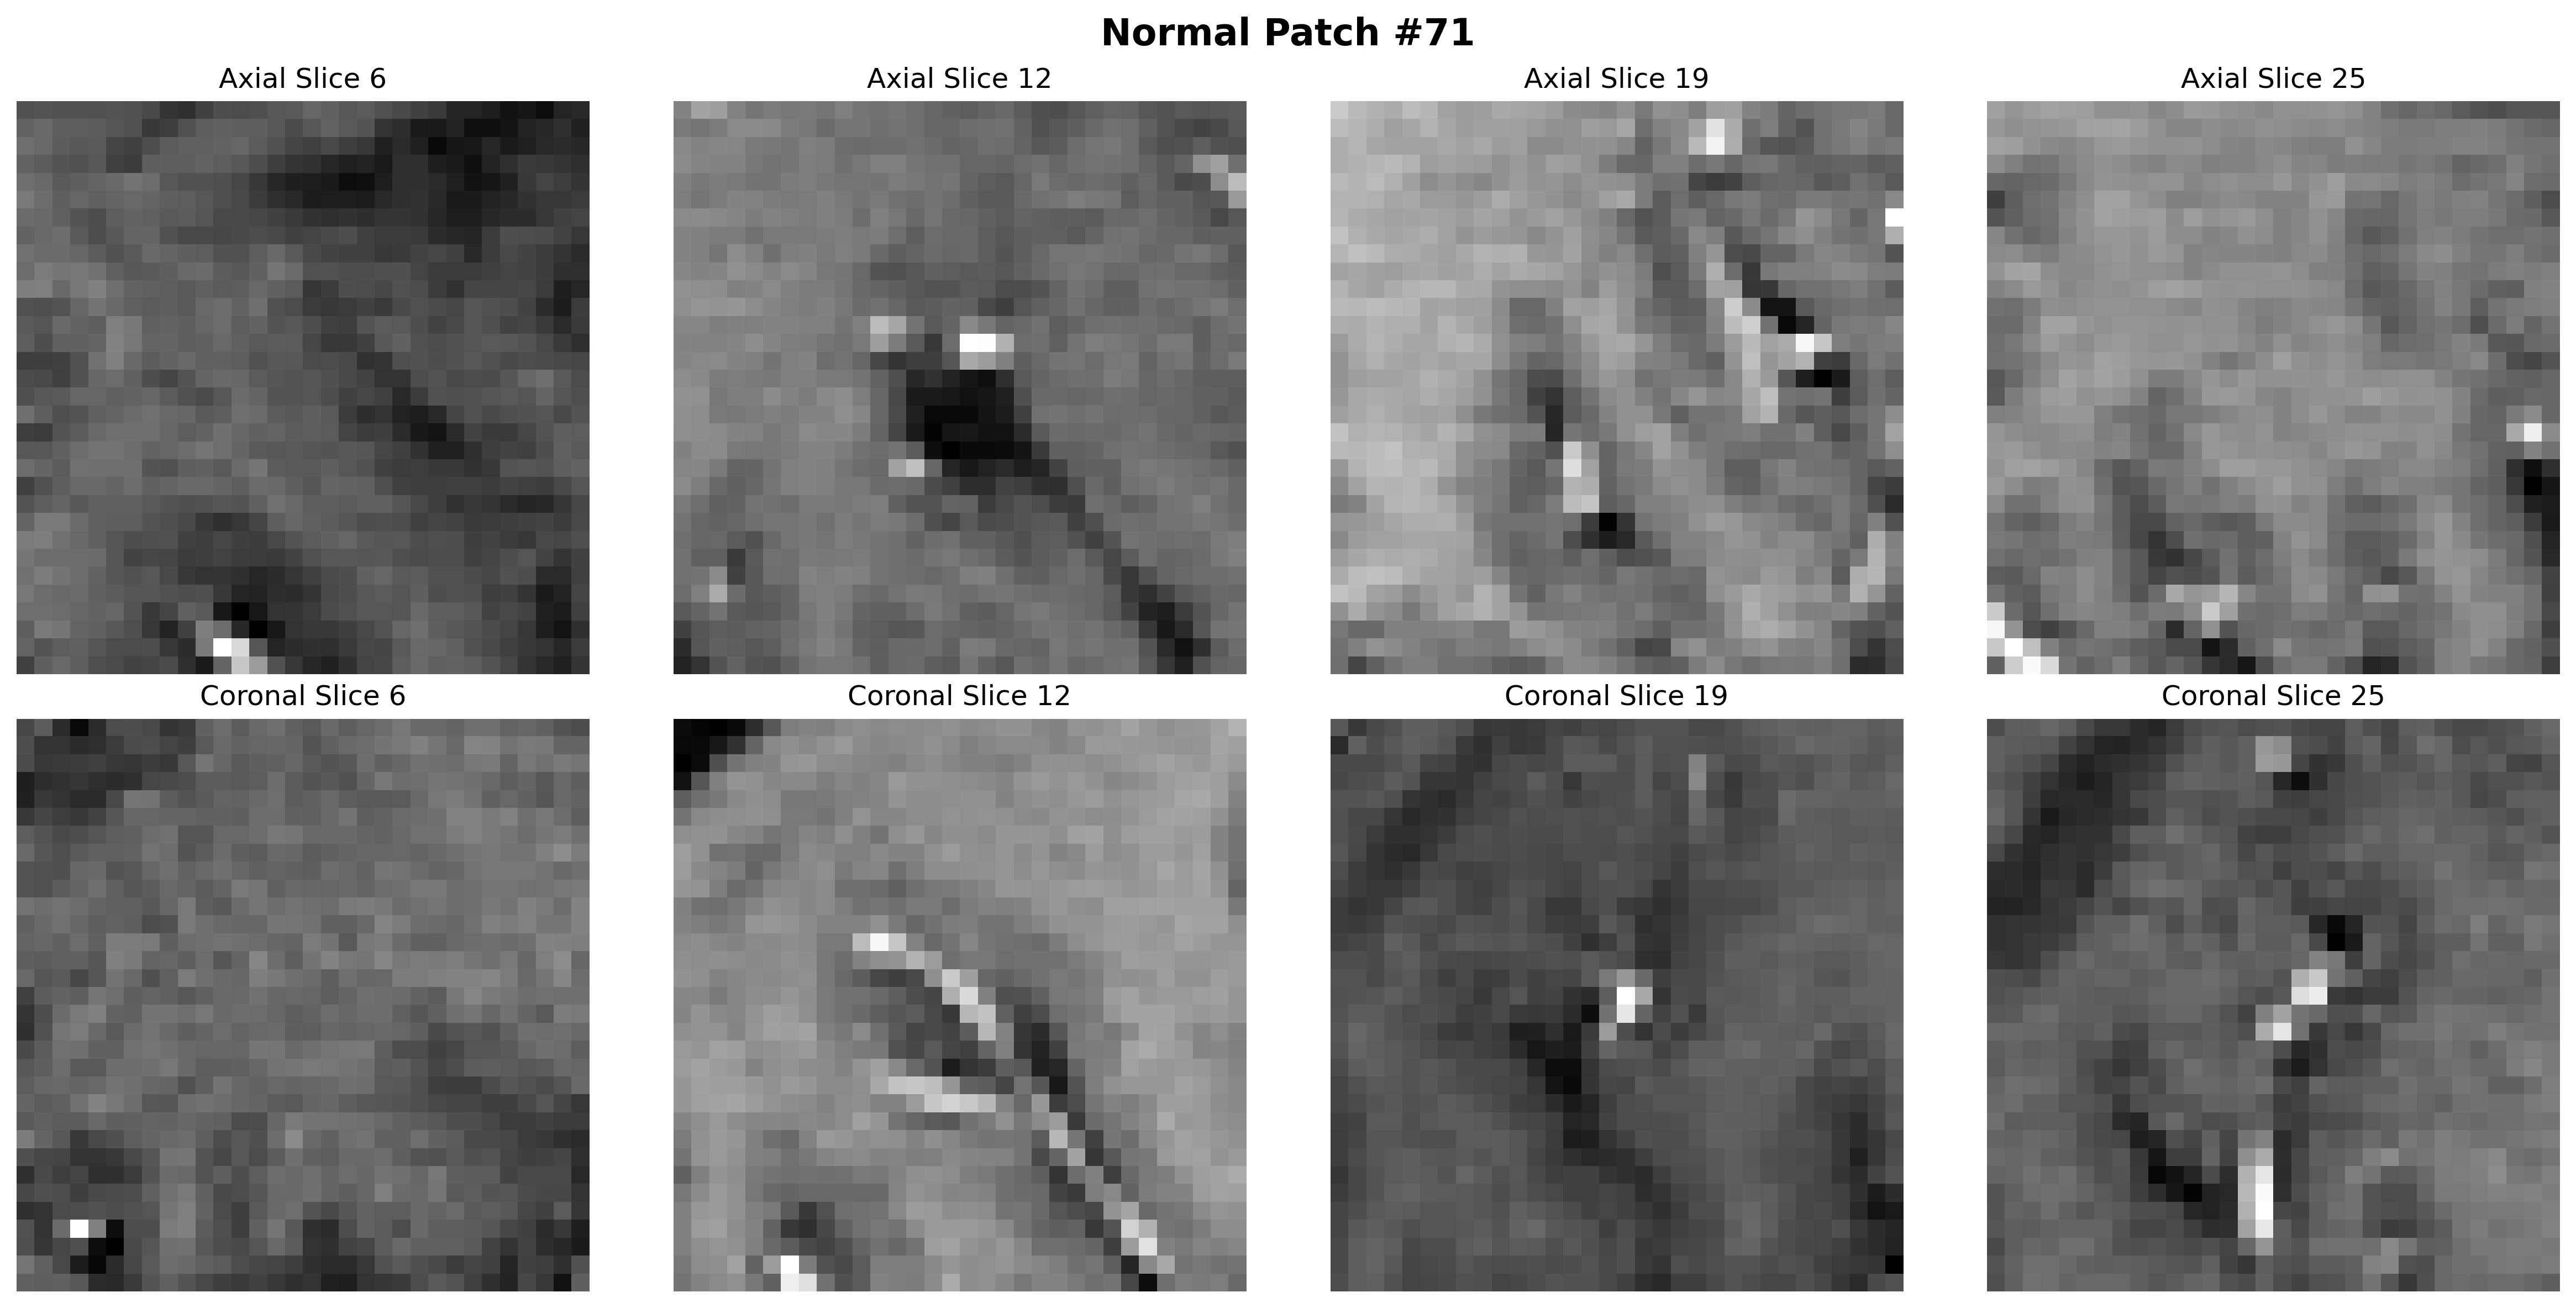 Normal Patch #71
Axial Slice 6
Axial Slice 12
Axial Slice 19
Axial Slice 25
Coronal Slice 6
Coronal Slice 12
Coronal Slice 19
Coronal Slice 25